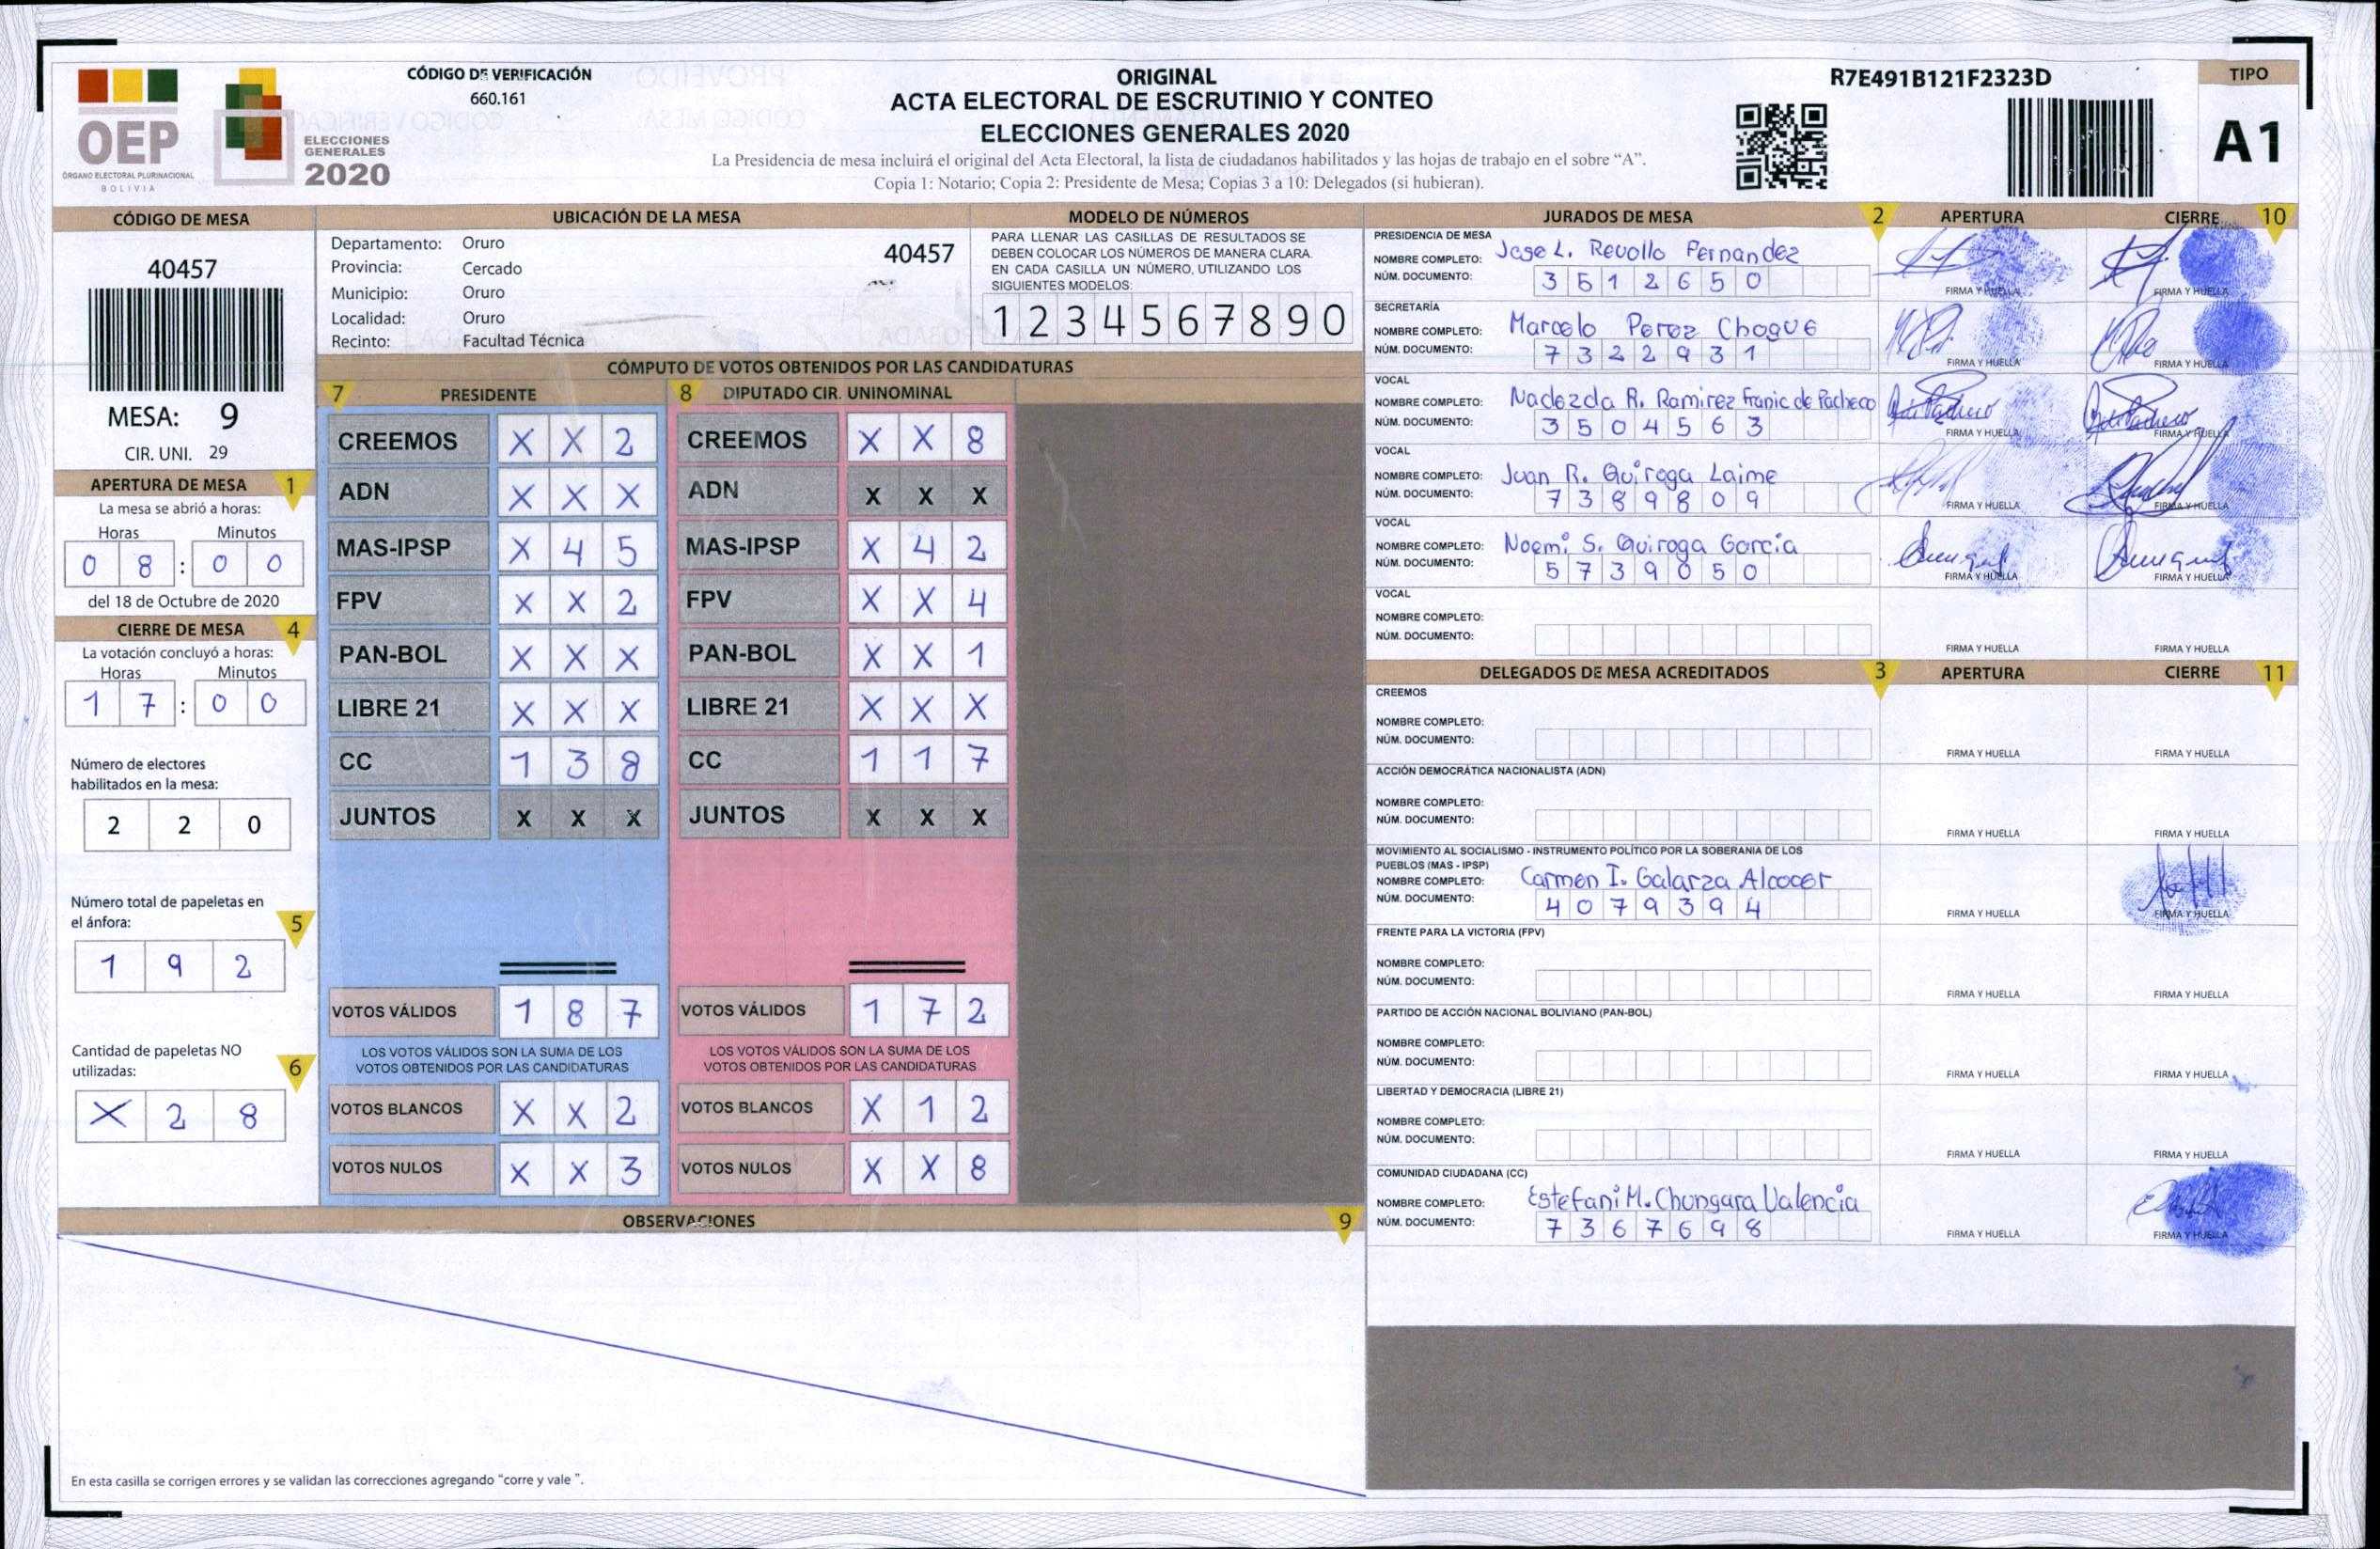 CÓDIGO DE VERIFICACIÓN
660.161
OEP
ÓRGANO ELECTORAL PLURINACIONAL
BOLIVIA
ELECCIONES
GENERALES
2020
ORIGINAL
ACTA ELECTORAL DE ESCRUTINIO Y CONTEO
ELECCIONES GENERALES 2020
La Presidencia de mesa incluirá el original del Acta Electoral, la lista de ciudadanos habilitados y las hojas de trabajo en el sobre “A”.
Copia 1: Notario; Copia 2: Presidente de Mesa; Copias 3 a 10: Delegados (si hubieran).
R7E491B121F2323D
TIPO
A1
CÓDIGO DE MESA
40457
MESA: 9
CIR. UNI. 29
APERTURA DE MESA 1
La mesa se abrió a horas:
Horas Minutos
0 8 : 0 0
del 18 de Octubre de 2020
CIERRE DE MESA 4
La votación concluyó a horas:
Horas Minutos
1 7 : 0 0
Número de electores
habilitados en la mesa:
2 2 0
Número total de papeletas en
el ánfora: 5
1 9 2
Cantidad de papeletas NO
utilizadas: 6
X 2 8
UBICACIÓN DE LA MESA
Departamento: Oruro
40457
Provincia: Cercado
Municipio: Oruro
Localidad: Oruro
Recinto: Facultad Técnica
MODELO DE NÚMEROS
PARA LLENAR LAS CASILLAS DE RESULTADOS SE
DEBEN COLOCAR LOS NÚMEROS DE MANERA CLARA.
EN CADA CASILLA UN NÚMERO, UTILIZANDO LOS
SIGUIENTES MODELOS:
1 2 3 4 5 6 7 8 9 0
CÓMPUTO DE VOTOS OBTENIDOS POR LAS CANDIDATURAS
7 PRESIDENTE
CREEMOS X X 2
ADN X X X
MAS-IPSP X 4 5
FPV X X 2
PAN-BOL X X X
LIBRE 21 X X X
CC 1 3 8
JUNTOS X X X
VOTOS VÁLIDOS 1 8 7
LOS VOTOS VÁLIDOS SON LA SUMA DE LOS
VOTOS OBTENIDOS POR LAS CANDIDATURAS
VOTOS BLANCOS X X 2
VOTOS NULOS X X 3
8 DIPUTADO CIR. UNINOMINAL
CREEMOS X X 8
ADN X X X
MAS-IPSP X 4 2
FPV X X 4
PAN-BOL X X 1
LIBRE 21 X X X
CC 1 1 7
JUNTOS X X X
VOTOS VÁLIDOS 1 7 2
LOS VOTOS VÁLIDOS SON LA SUMA DE LOS
VOTOS OBTENIDOS POR LAS CANDIDATURAS
VOTOS BLANCOS X 1 2
VOTOS NULOS X X 8
OBSERVACIONES 9
En esta casilla se corrigen errores y se validan las correcciones agregando “corre y vale ”.
JURADOS DE MESA 2 APERTURA CIERRE 10
PRESIDENCIA DE MESA
NOMBRE COMPLETO: Jose L. Revollo Fernandez
NÚM. DOCUMENTO: 3 5 1 2 6 5 0
FIRMA Y HUELLA FIRMA Y HUELLA
SECRETARÍA
NOMBRE COMPLETO: Marcelo Perez Choque
NÚM. DOCUMENTO: 7 3 2 2 9 3 1
FIRMA Y HUELLA FIRMA Y HUELLA
VOCAL
NOMBRE COMPLETO: Nadezda R. Ramirez Franic de Pacheco
NÚM. DOCUMENTO: 3 5 0 4 5 6 3
FIRMA Y HUELLA FIRMA Y HUELLA
VOCAL
NOMBRE COMPLETO: Juan R. Quiroga Laime
NÚM. DOCUMENTO: 7 3 8 9 8 0 9
FIRMA Y HUELLA FIRMA Y HUELLA
VOCAL
NOMBRE COMPLETO: Noemi S. Quiroga Garcia
NÚM. DOCUMENTO: 5 7 3 9 0 5 0
FIRMA Y HUELLA FIRMA Y HUELLA
VOCAL
NOMBRE COMPLETO:
NÚM. DOCUMENTO:
FIRMA Y HUELLA FIRMA Y HUELLA
DELEGADOS DE MESA ACREDITADOS 3 APERTURA CIERRE 11
CREEMOS
NOMBRE COMPLETO:
NÚM. DOCUMENTO:
FIRMA Y HUELLA FIRMA Y HUELLA
ACCIÓN DEMOCRÁTICA NACIONALISTA (ADN)
NOMBRE COMPLETO:
NÚM. DOCUMENTO:
FIRMA Y HUELLA FIRMA Y HUELLA
MOVIMIENTO AL SOCIALISMO - INSTRUMENTO POLÍTICO POR LA SOBERANIA DE LOS
PUEBLOS (MAS - IPSP)
NOMBRE COMPLETO: Carmen I. Galarza Alcocer
NÚM. DOCUMENTO: 4 0 7 9 3 9 4
FIRMA Y HUELLA FIRMA Y HUELLA
FRENTE PARA LA VICTORIA (FPV)
NOMBRE COMPLETO:
NÚM. DOCUMENTO:
FIRMA Y HUELLA FIRMA Y HUELLA
PARTIDO DE ACCIÓN NACIONAL BOLIVIANO (PAN-BOL)
NOMBRE COMPLETO:
NÚM. DOCUMENTO:
FIRMA Y HUELLA FIRMA Y HUELLA
LIBERTAD Y DEMOCRACIA (LIBRE 21)
NOMBRE COMPLETO:
NÚM. DOCUMENTO:
FIRMA Y HUELLA FIRMA Y HUELLA
COMUNIDAD CIUDADANA (CC)
NOMBRE COMPLETO: Estefani M. Chungara Valencia
NÚM. DOCUMENTO: 7 3 6 7 6 9 8
FIRMA Y HUELLA FIRMA Y HUELLA